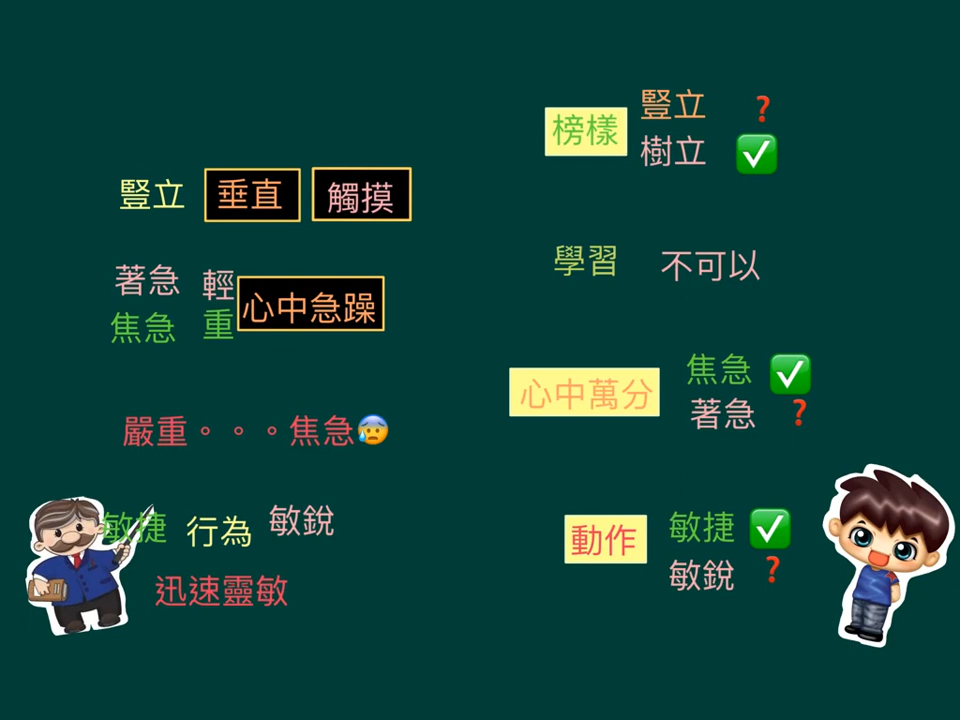 豎立 垂直 觸摸
著急 輕
焦急 重
心中急躁
嚴重。。。焦急
敏捷 行為 敏銳
迅速靈敏
榜樣
豎立 ❓
樹立 ✅
學習 不可以
心中萬分
焦急 ✅
著急 ❓
動作
敏捷 ✅
敏銳 ❓